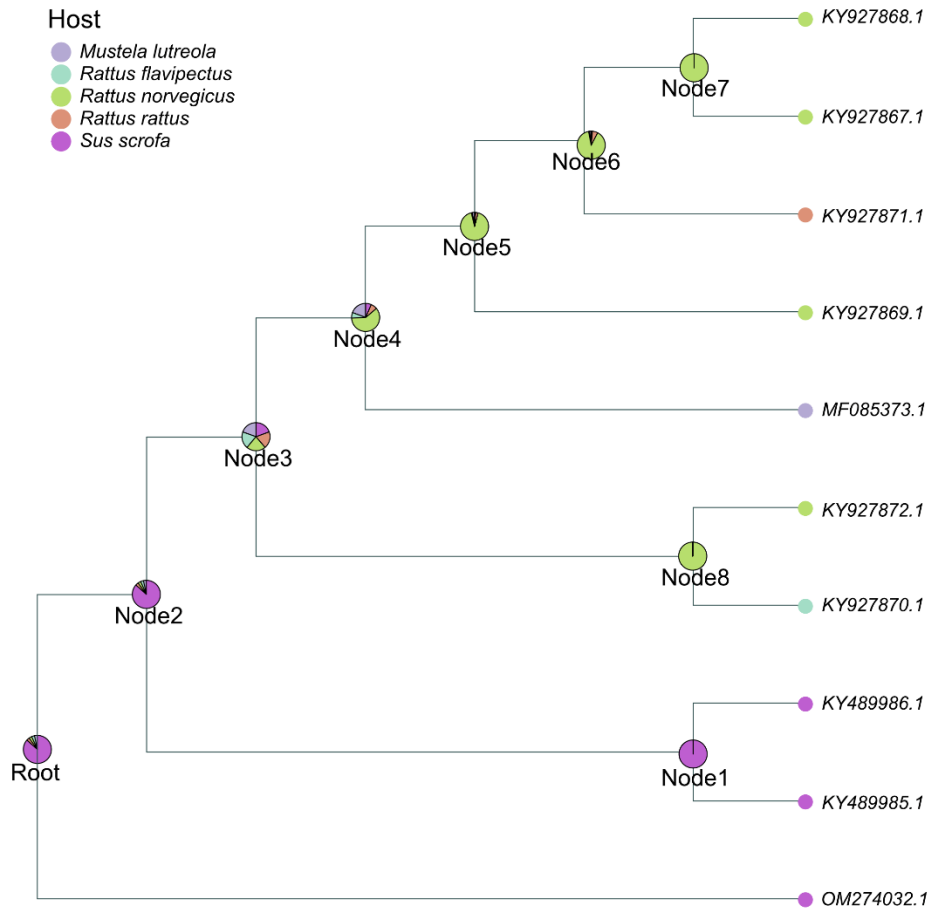 Host
Mustela lutreola
Rattus flavipectus
Rattus norvegicus
Rattus rattus
Sus scrofa
KY927868.1
Node7
KY927867.1
Node6
KY927871.1
Node5
KY927869.1
Node4
MF085373.1
Node3
KY927872.1
Node8
KY927870.1
Node2
KY489986.1
Root
Node1
KY489985.1
OM274032.1